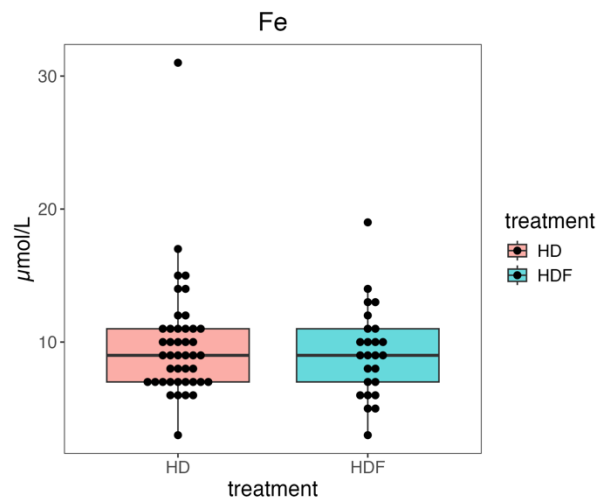 Fe
30
20
10
μmol/L
HD
HDF
treatment
treatment
HD
HDF